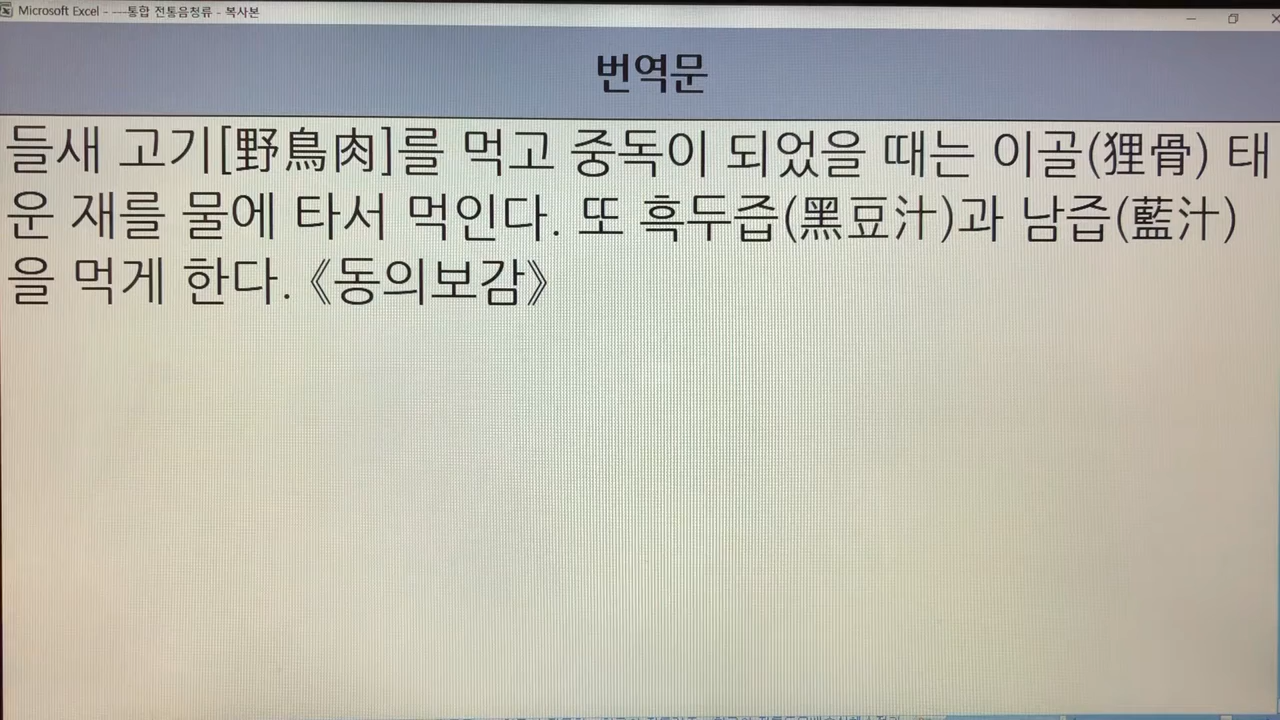 Microsoft Excel - ----통합 전통음청류 - 복사본
번역문
들새 고기[野鳥肉]를 먹고 중독이 되었을 때는 이골(狸骨) 태
운 재를 물에 타서 먹인다. 또 흑두즙(黑豆汁)과 남즙(藍汁)
을 먹게 한다. 《동의보감》